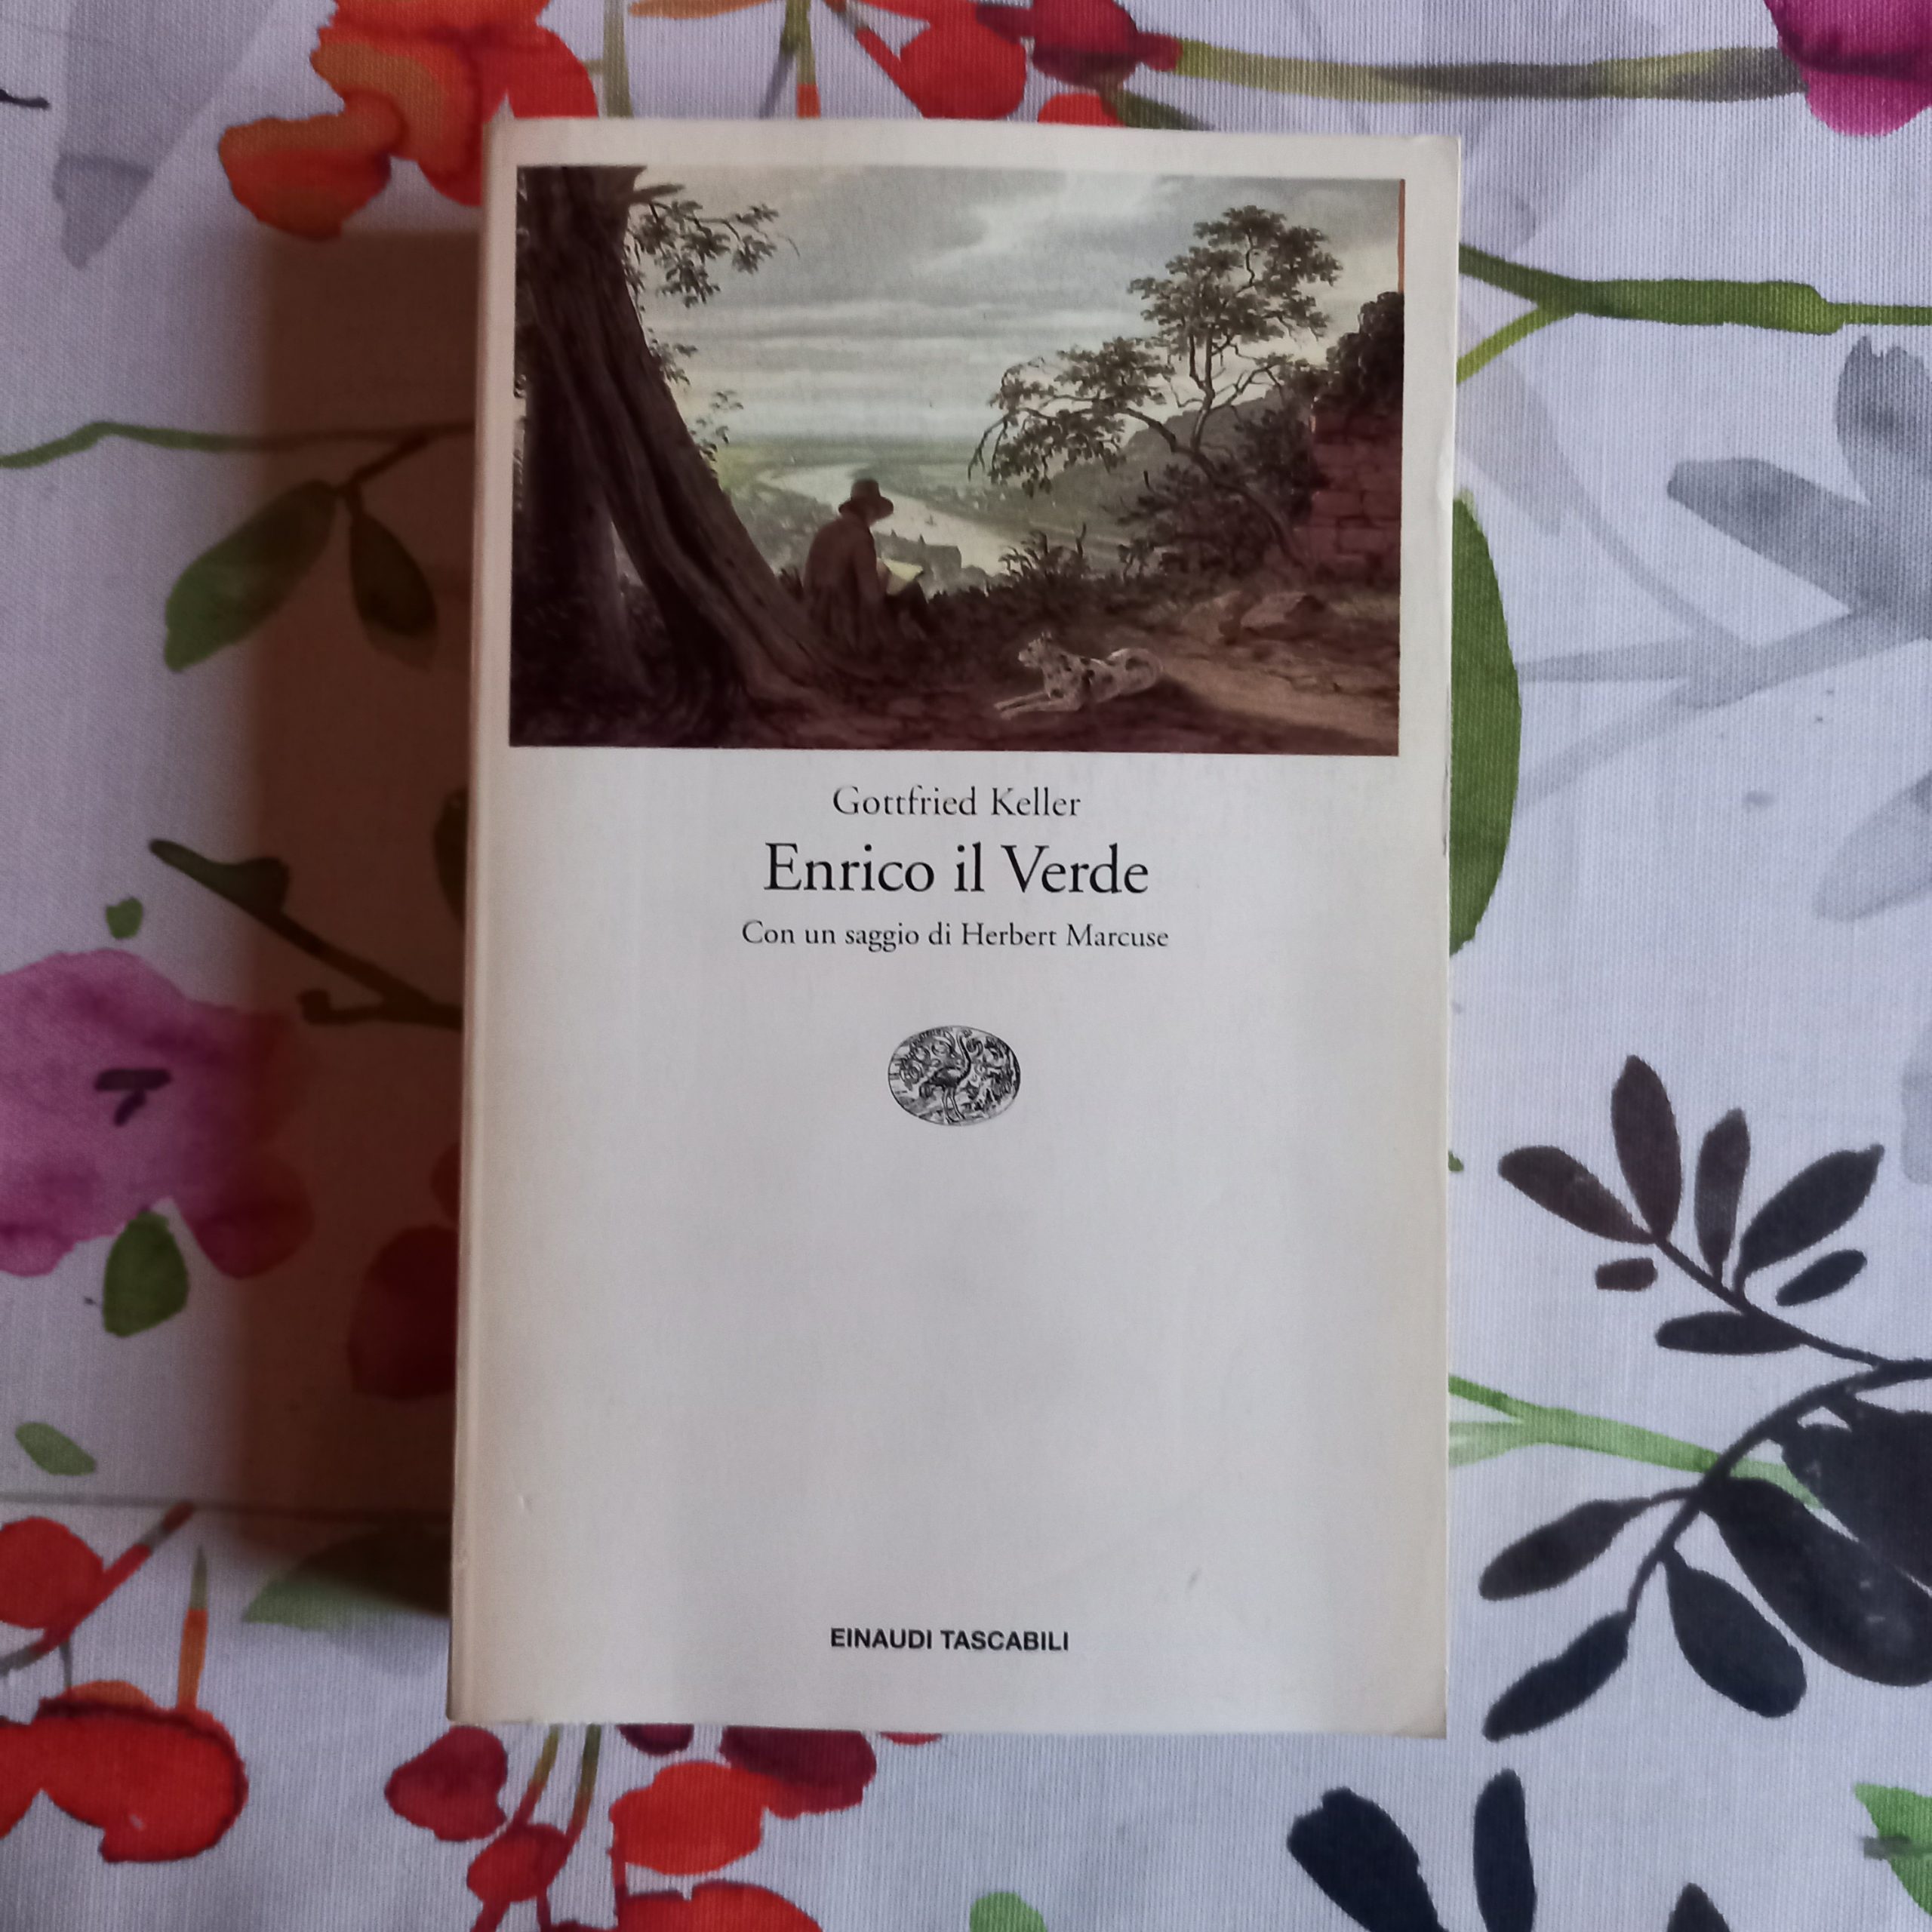 Gottfried Keller
Enrico il Verde
Con un saggio di Herbert Marcuse
EINAUDI TASCABILI